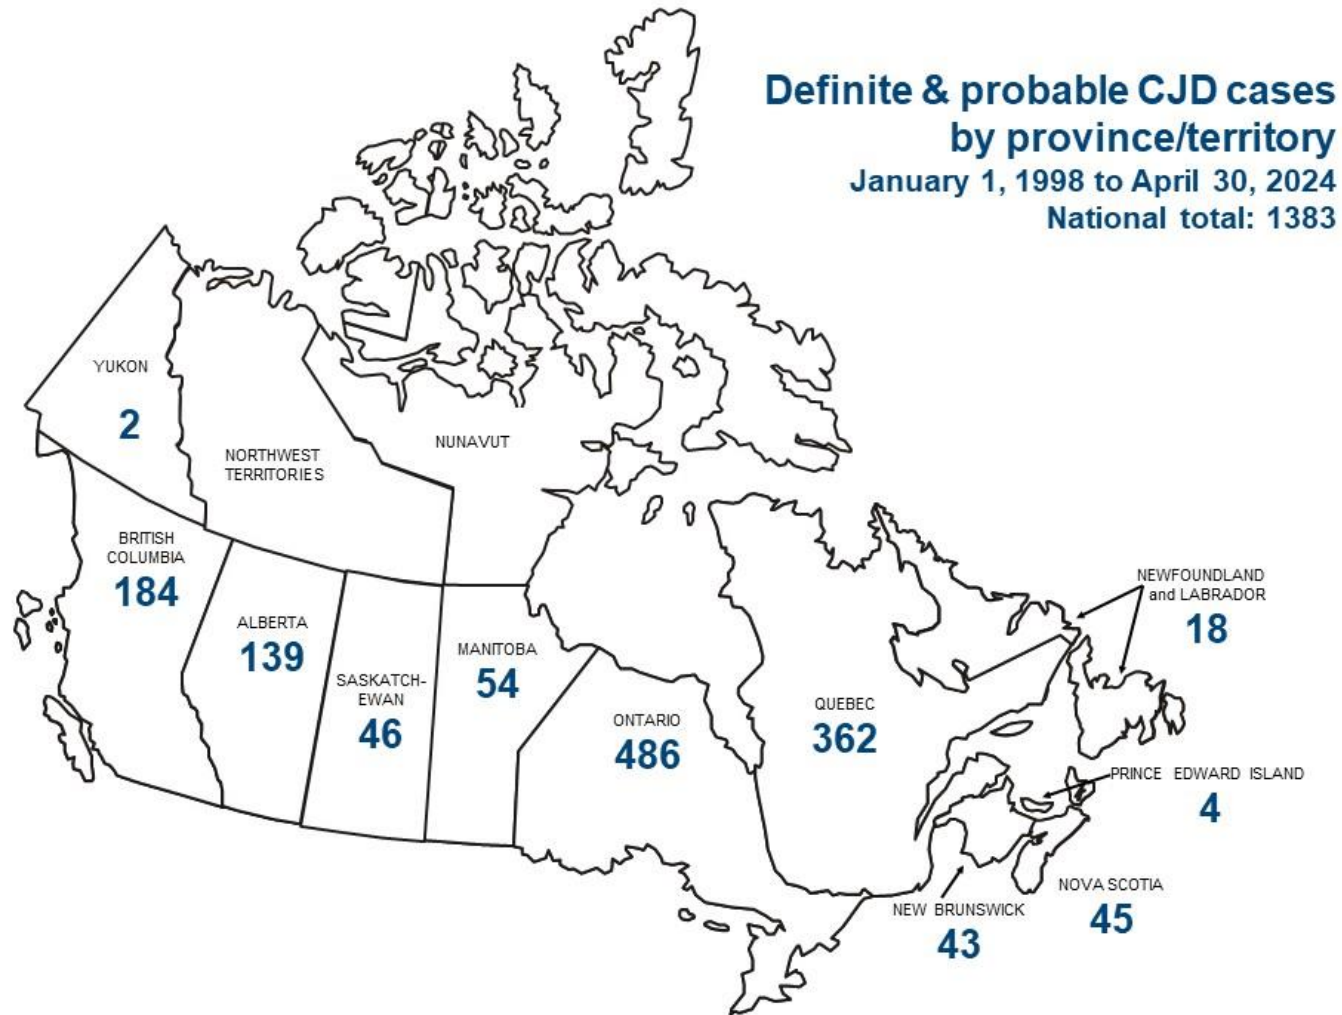 Definite & probable CJD cases
by province/territory
January 1, 1998 to April 30, 2024
National total: 1383
YUKON
2
NORTHWEST
TERRITORIES
NUNAVUT
BRITISH
COLUMBIA
184
ALBERTA
139
SASKATCH-
EWAN
46
MANITOBA
54
ONTARIO
486
QUEBEC
362
NEWFOUNDLAND
and LABRADOR
18
PRINCE EDWARD ISLAND
4
NOVA SCOTIA
45
NEW BRUNSWICK
43